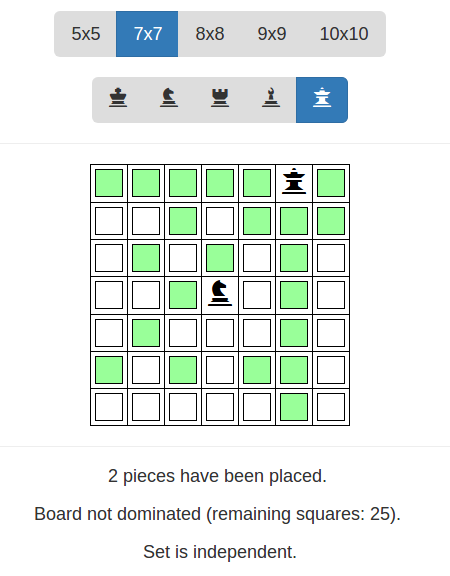 5x5 7x7 8x8 9x9 10x10
2 pieces have been placed.
Board not dominated (remaining squares: 25).
Set is independent.